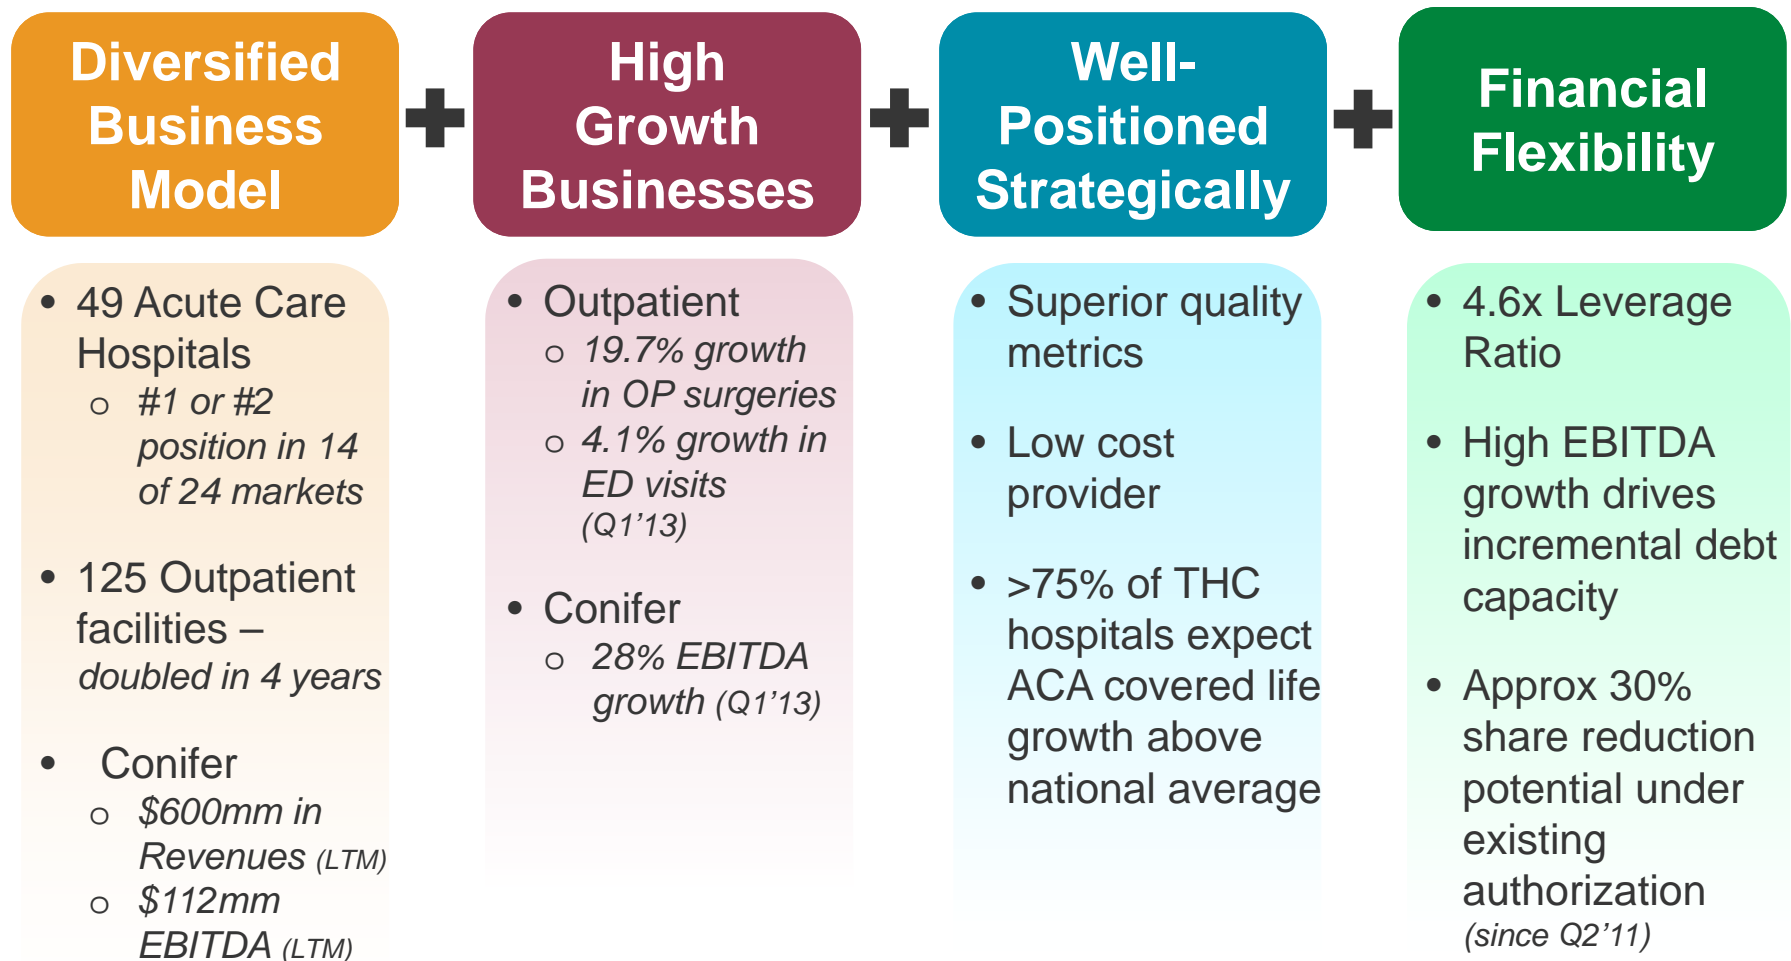 Diversified
Business
Model
High
Growth
Businesses
Well-
Positioned
Strategically
Financial
Flexibility
• 49 Acute Care
Hospitals
o #1 or #2
position in 14
of 24 markets
• 125 Outpatient
facilities –
doubled in 4 years
• Conifer
o $600mm in
Revenues (LTM)
o $112mm
EBITDA (LTM)
• Outpatient
o 19.7% growth
in OP surgeries
o 4.1% growth in
ED visits
(Q1’13)
• Conifer
o 28% EBITDA
growth (Q1’13)
• Superior quality
metrics
• Low cost
provider
• >75% of THC
hospitals expect
ACA covered life
growth above
national average
• 4.6x Leverage
Ratio
• High EBITDA
growth drives
incremental debt
capacity
• Approx 30%
share reduction
potential under
existing
authorization
(since Q2’11)